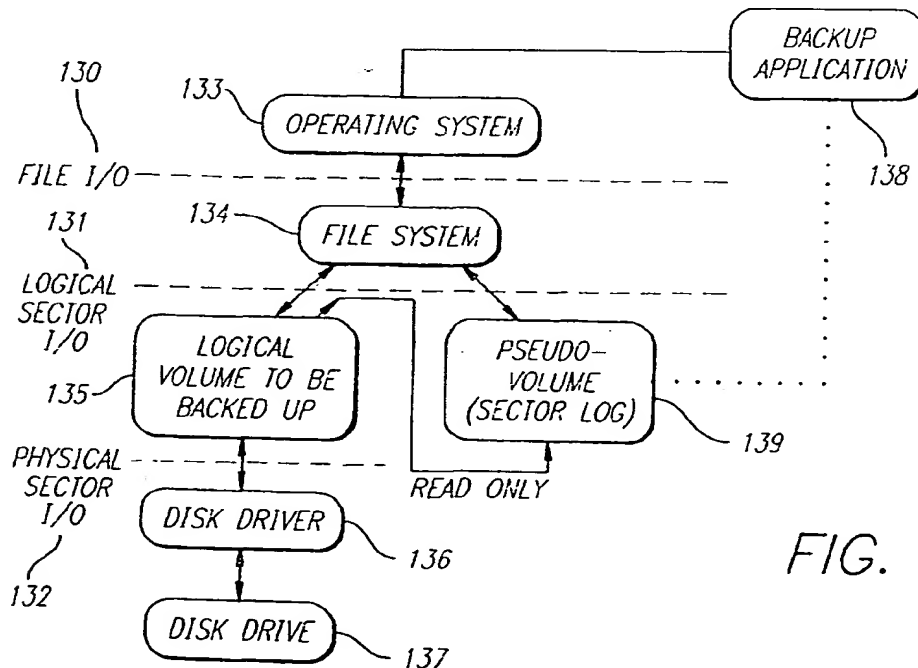 BACKUP
APPLICATION
138
130
133
OPERATING SYSTEM
FILE I/O
134
FILE SYSTEM
131
LOGICAL
SECTOR
I/O
LOGICAL
VOLUME TO BE
BACKED UP
135
PSEUDO-
VOLUME
(SECTOR LOG)
139
PHYSICAL
SECTOR
I/O
READ ONLY
132
DISK DRIVER
136
DISK DRIVE
137
FIG.